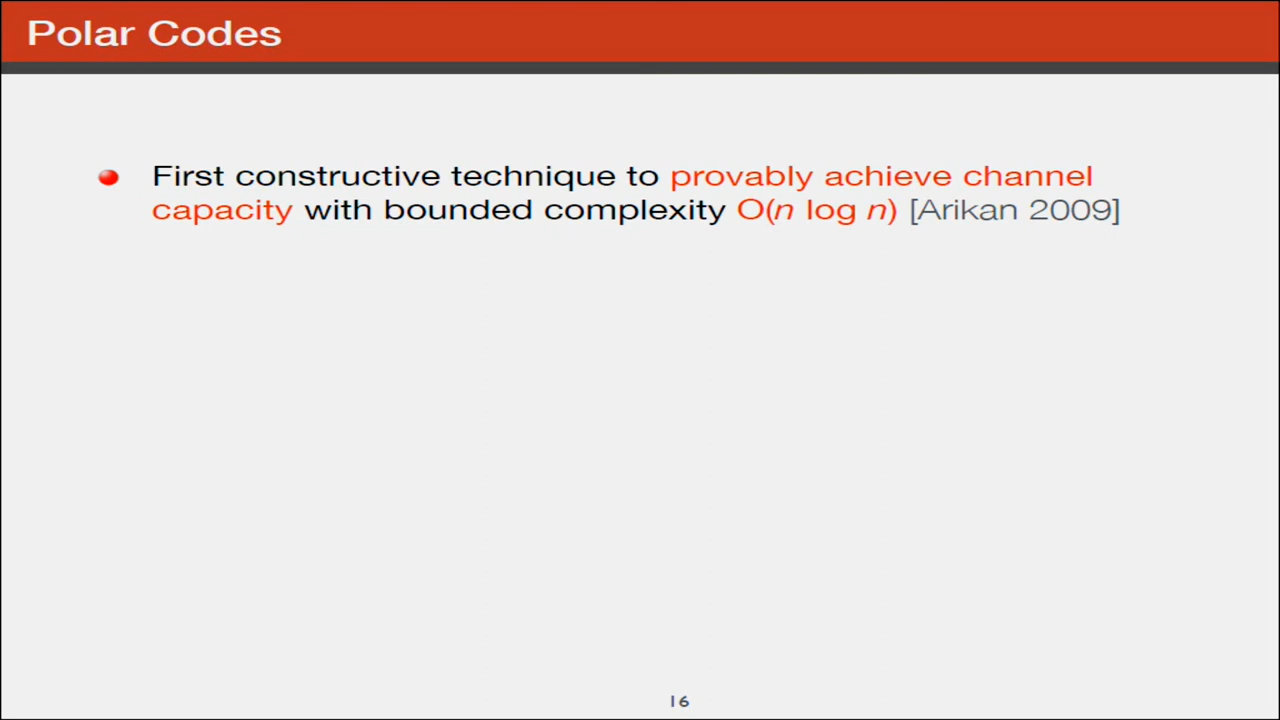 Polar Codes
First constructive technique to provably achieve channel
capacity with bounded complexity O(n log n) [Arikan 2009]
16